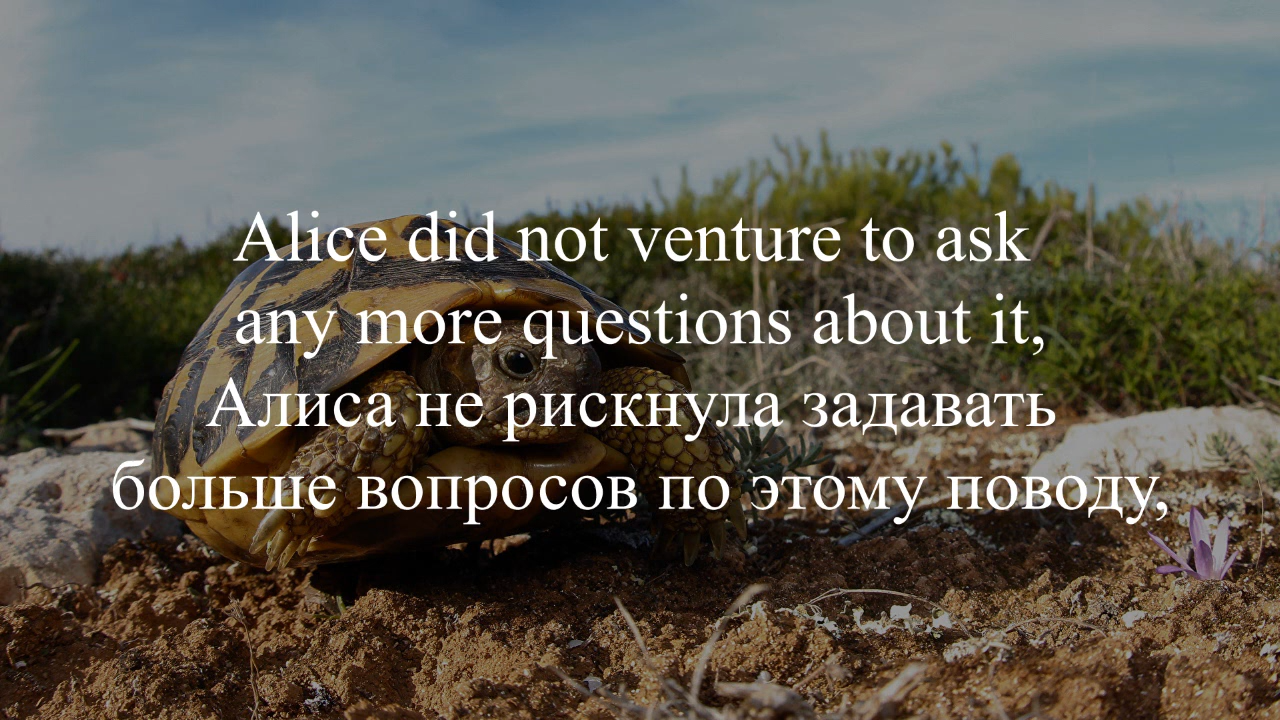 Alice did not venture to ask
any more questions about it,
Алиса не рискнула задавать
больше вопросов по этому поводу,